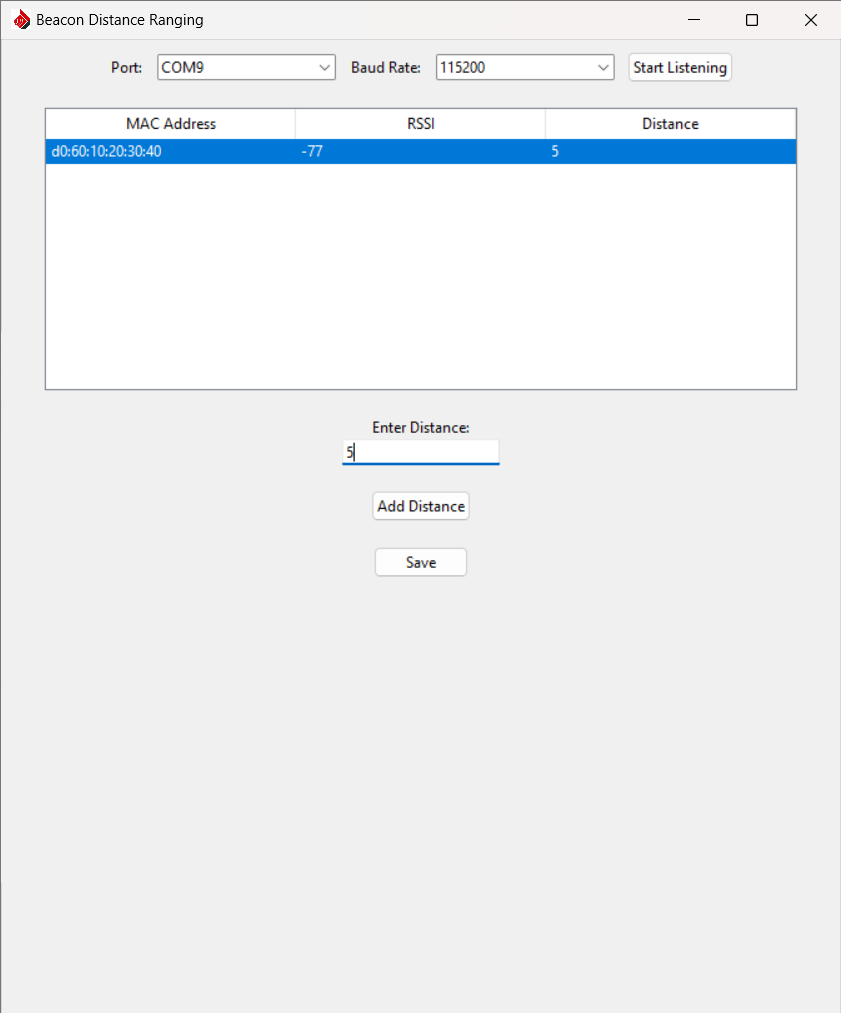 Beacon Distance Ranging
Port: COM9 Baud Rate: 115200 Start Listening
MAC Address RSSI Distance
d0:60:10:20:30:40 -77 5
Enter Distance:
5
Add Distance
Save